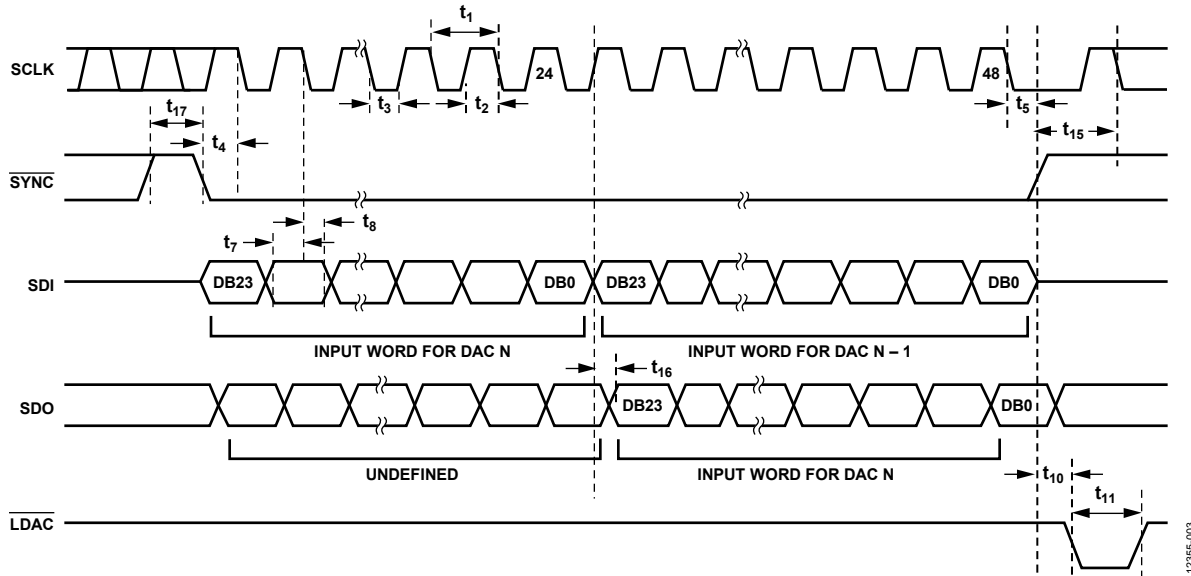 t1
SCLK
24
48
t3
t2
t5
t17
t4
t15
SYNC
t8
t7
SDI
DB23
DB0
DB23
DB0
INPUT WORD FOR DAC N
INPUT WORD FOR DAC N – 1
t16
SDO
DB23
DB0
UNDEFINED
INPUT WORD FOR DAC N
t10
t11
LDAC
12355-003